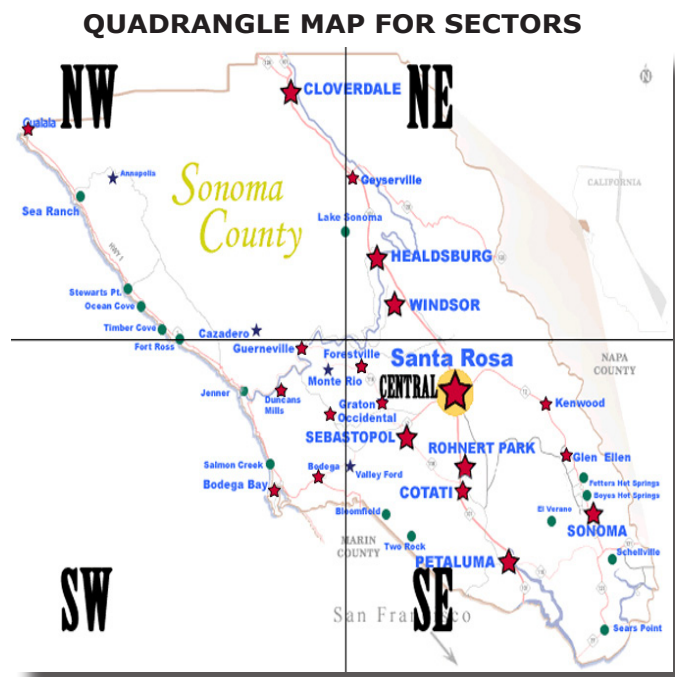 QUADRANGLE MAP FOR SECTORS
NW
NE
CLOVERDALE
Gualala
Annapolis
Geyserville
Sonoma
County
CALIFORNIA
Sea Ranch
Lake Sonoma
HWY 1
HEALDSBURG
Stewarts Pt.
Ocean Cove
WINDSOR
Timber Cove
Cazadero
Fort Ross
Guerneville
Forestville
Santa Rosa
NAPA
COUNTY
Monte Rio
CENTRAL
Jenner
Duncans
Mills
Graton
Occidental
Kenwood
SEBASTOPOL
ROHNERT PARK
Glen Ellen
Salmon Creek
Bodega
Valley Ford
Fetters Hot Springs
Bodega Bay
COTATI
Boyes Hot Springs
Bloomfield
El Verano
SONOMA
MARIN
COUNTY
Two Rock
Schellville
PETALUMA
SW
SE
San Francisco
Sears Point